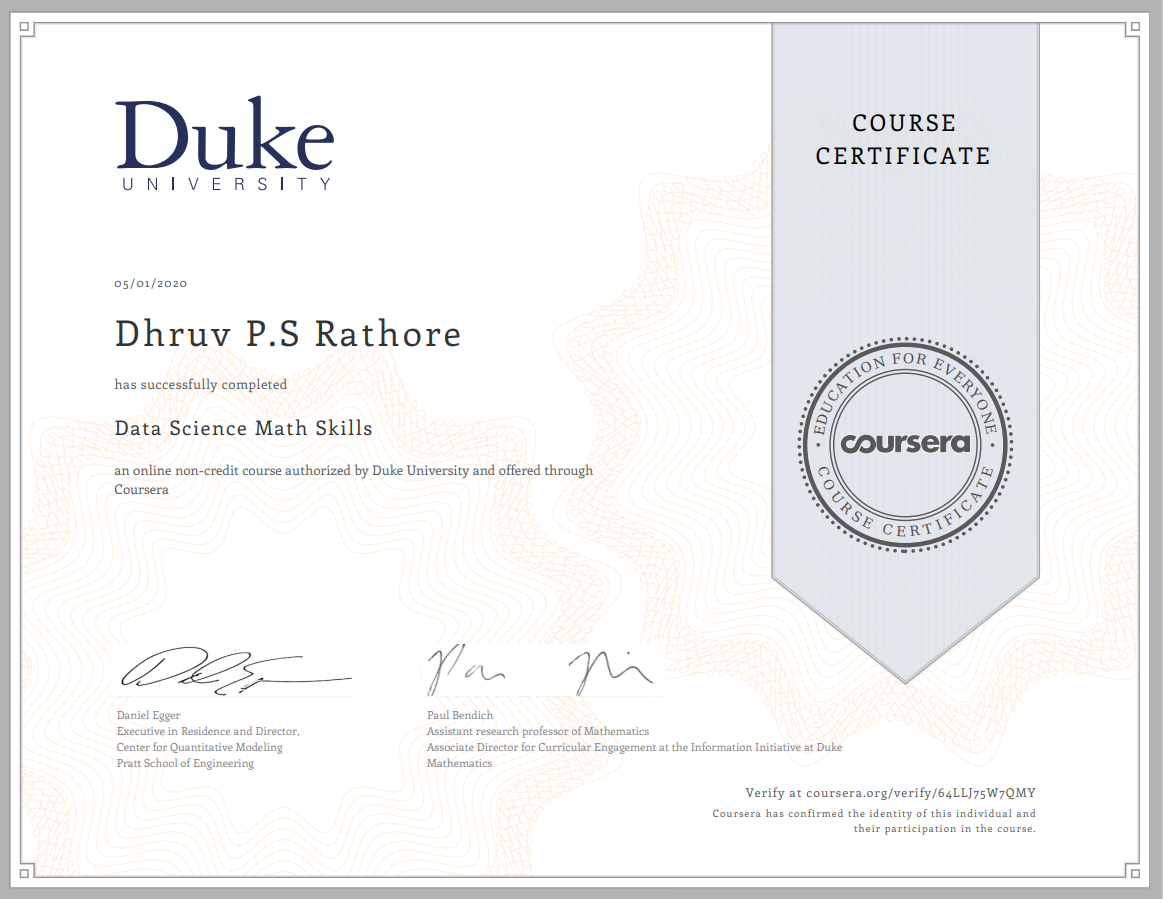 Duke
UNIVERSITY
COURSE
CERTIFICATE
05/01/2020
Dhruv P.S Rathore
has successfully completed
Data Science Math Skills
an online non-credit course authorized by Duke University and offered through
Coursera
EDUCATION FOR EVERYONE
coursera
COURSE CERTIFICATE
Daniel Egger
Executive in Residence and Director,
Center for Quantitative Modeling
Pratt School of Engineering
Paul Bendich
Assistant research professor of Mathematics
Associate Director for Curricular Engagement at the Information Initiative at Duke
Mathematics
Verify at coursera.org/verify/64LLJ75W7QMY
Coursera has confirmed the identity of this individual and
their participation in the course.